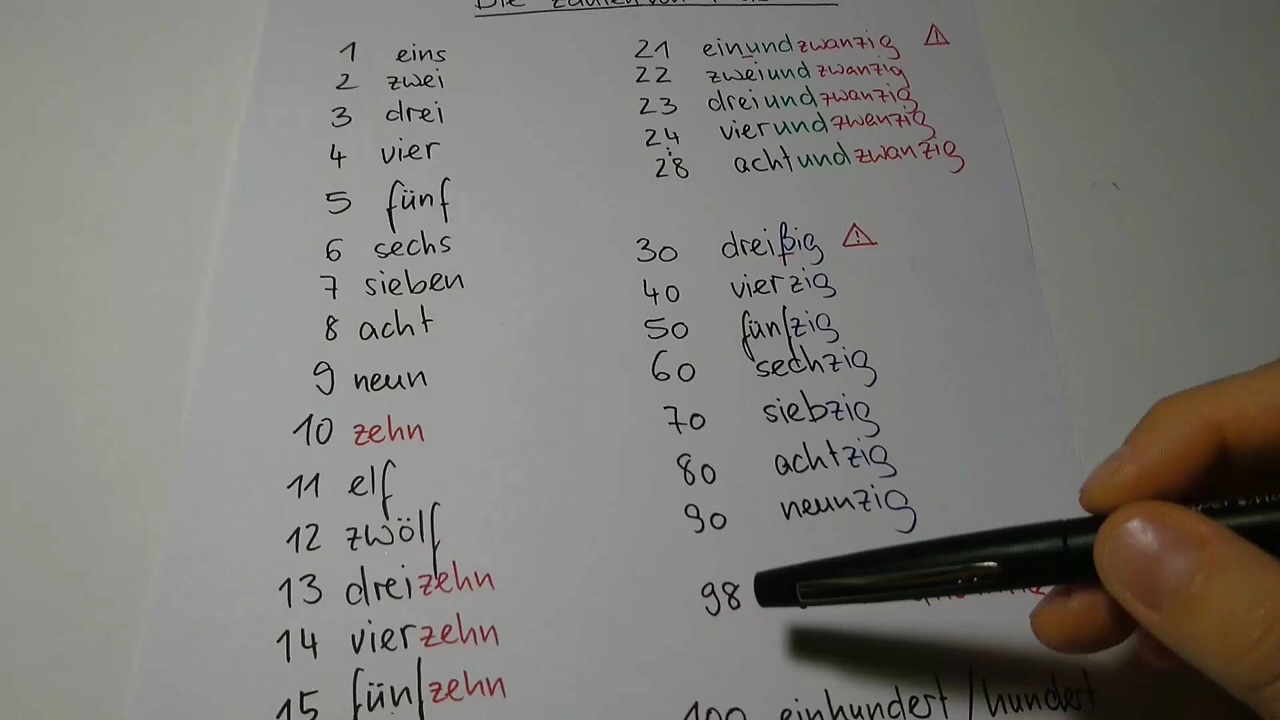 Die
1 eins
2 zwei
3 drei
4 vier
5 fünf
6 sechs
7 sieben
8 acht
9 neun
10 zehn
11 elf
12 zwölf
13 dreizehn
14 vierzehn
15 fünfzehn
21 einundzwanzig
22 zweiundzwanzig
23 dreiundzwanzig
24 vierundzwanzig
28 achtundzwanzig
30 dreißig
40 vierzig
50 fünfzig
60 sechzig
70 siebzig
80 achtzig
90 neunzig
98
100 einhundert / hundert